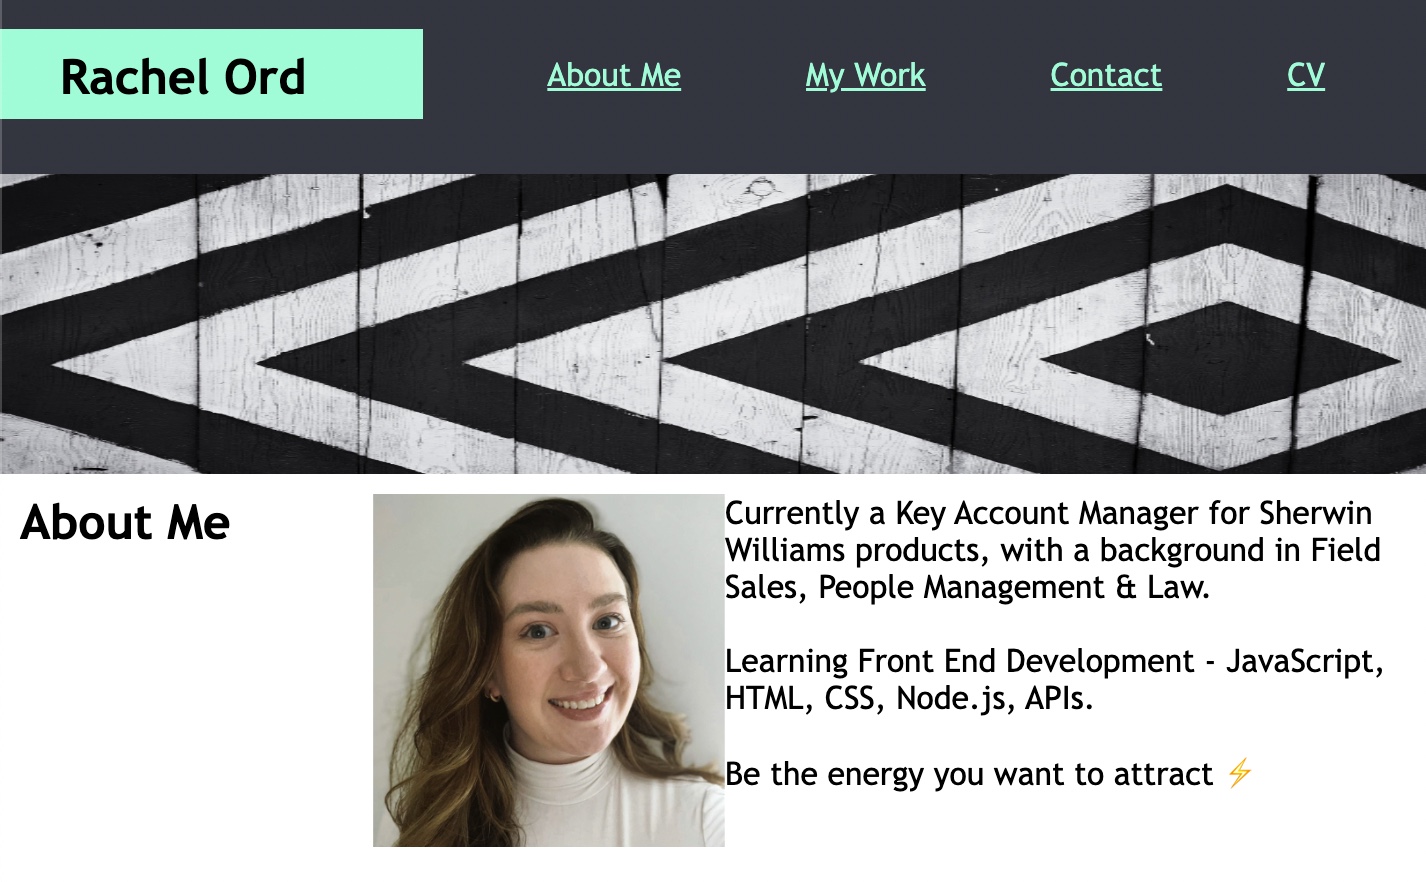 Rachel Ord
About Me
My Work
Contact
CV
About Me
Currently a Key Account Manager for Sherwin
Williams products, with a background in Field
Sales, People Management & Law.
Learning Front End Development - JavaScript,
HTML, CSS, Node.js, APIs.
Be the energy you want to attract ⚡